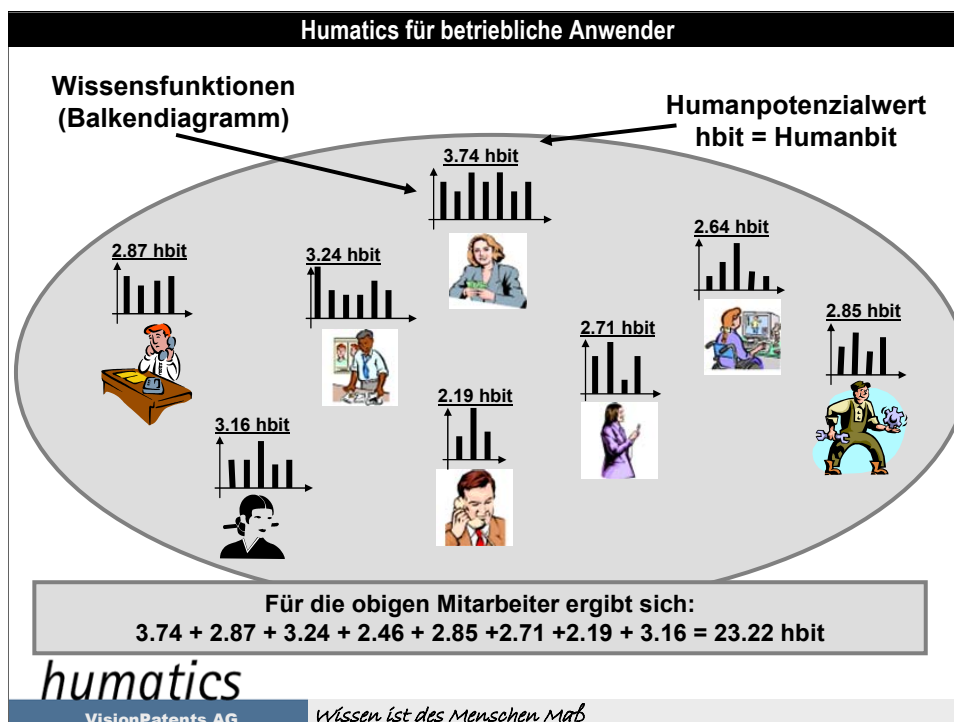 Humatics für betriebliche Anwender
Wissensfunktionen
(Balkendiagramm)
Humanpotenzialwert
hbit = Humanbit
3.74 hbit
2.87 hbit
3.24 hbit
2.64 hbit
2.85 hbit
2.71 hbit
2.19 hbit
3.16 hbit
Für die obigen Mitarbeiter ergibt sich:
3.74 + 2.87 + 3.24 + 2.46 + 2.85 +2.71 +2.19 + 3.16 = 23.22 hbit
humatics
VisionPatents AG
Wissen ist des Menschen Maß